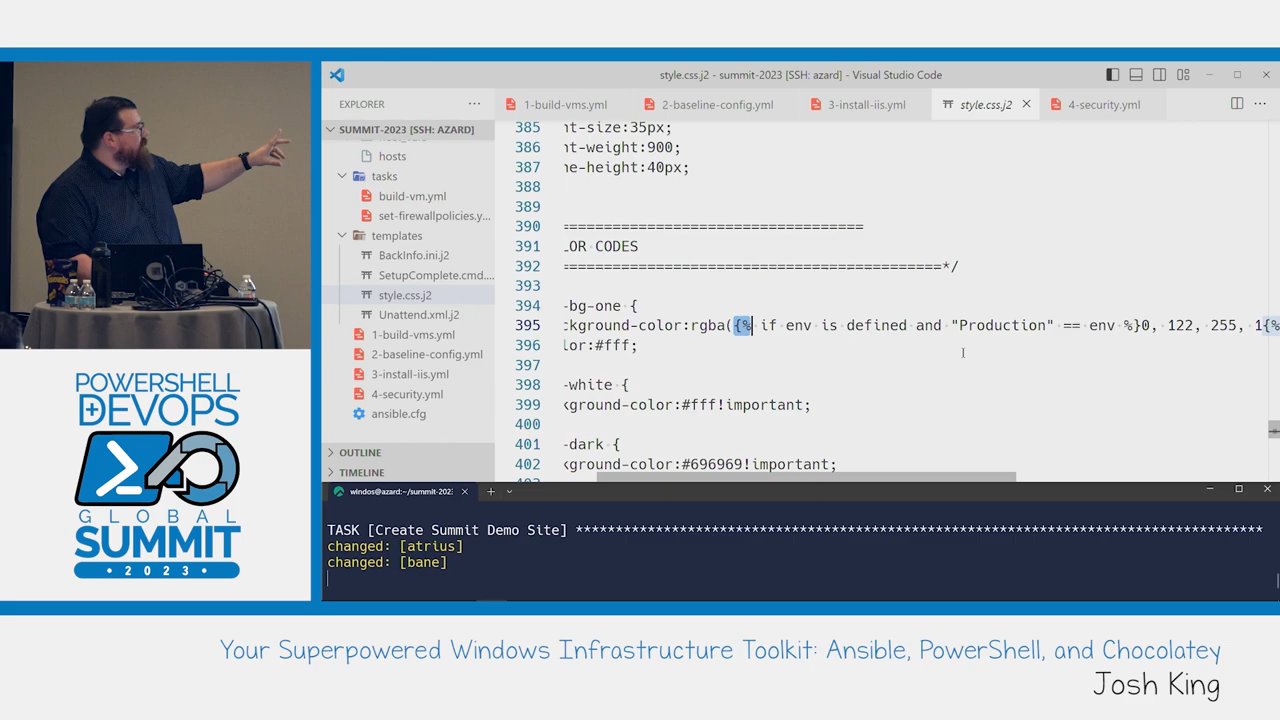 style.css.j2 - summit-2023 [SSH: azard] - Visual Studio Code
EXPLORER
1-build-vms.yml
2-baseline-config.yml
3-install-iis.yml
style.css.j2
4-security.yml
SUMMIT-2023 [SSH: AZARD]
hosts
tasks
build-vm.yml
set-firewallpolicies.y...
templates
BackInfo.ini.j2
SetupComplete.cmd....
style.css.j2
Unattend.xml.j2
1-build-vms.yml
2-baseline-config.yml
3-install-iis.yml
4-security.yml
ansible.cfg
OUTLINE
TIMELINE
385 nt-size:35px;
386 nt-weight:900;
387 ne-height:40px;
388
389
390 ===================================
391 LOR·CODES
392 ============================================*/
393
394 -bg-one·{
395 ckground-color:rgba({% if env is defined and "Production" == env %}0, 122, 255, 1{%
396 lor:#fff;
397
398 -white·{
399 kground-color:#fff!important;
400
401 -dark·{
402 kground-color:#696969!important;
windos@azard:~/summit-202
TASK [Create Summit Demo Site] *********************************************************************************
changed: [atrius]
changed: [bane]
POWERSHELL
+DEVOPS
GLOBAL
SUMMIT
• 2023 •
Your Superpowered Windows Infrastructure Toolkit: Ansible, PowerShell, and Chocolatey
Josh King